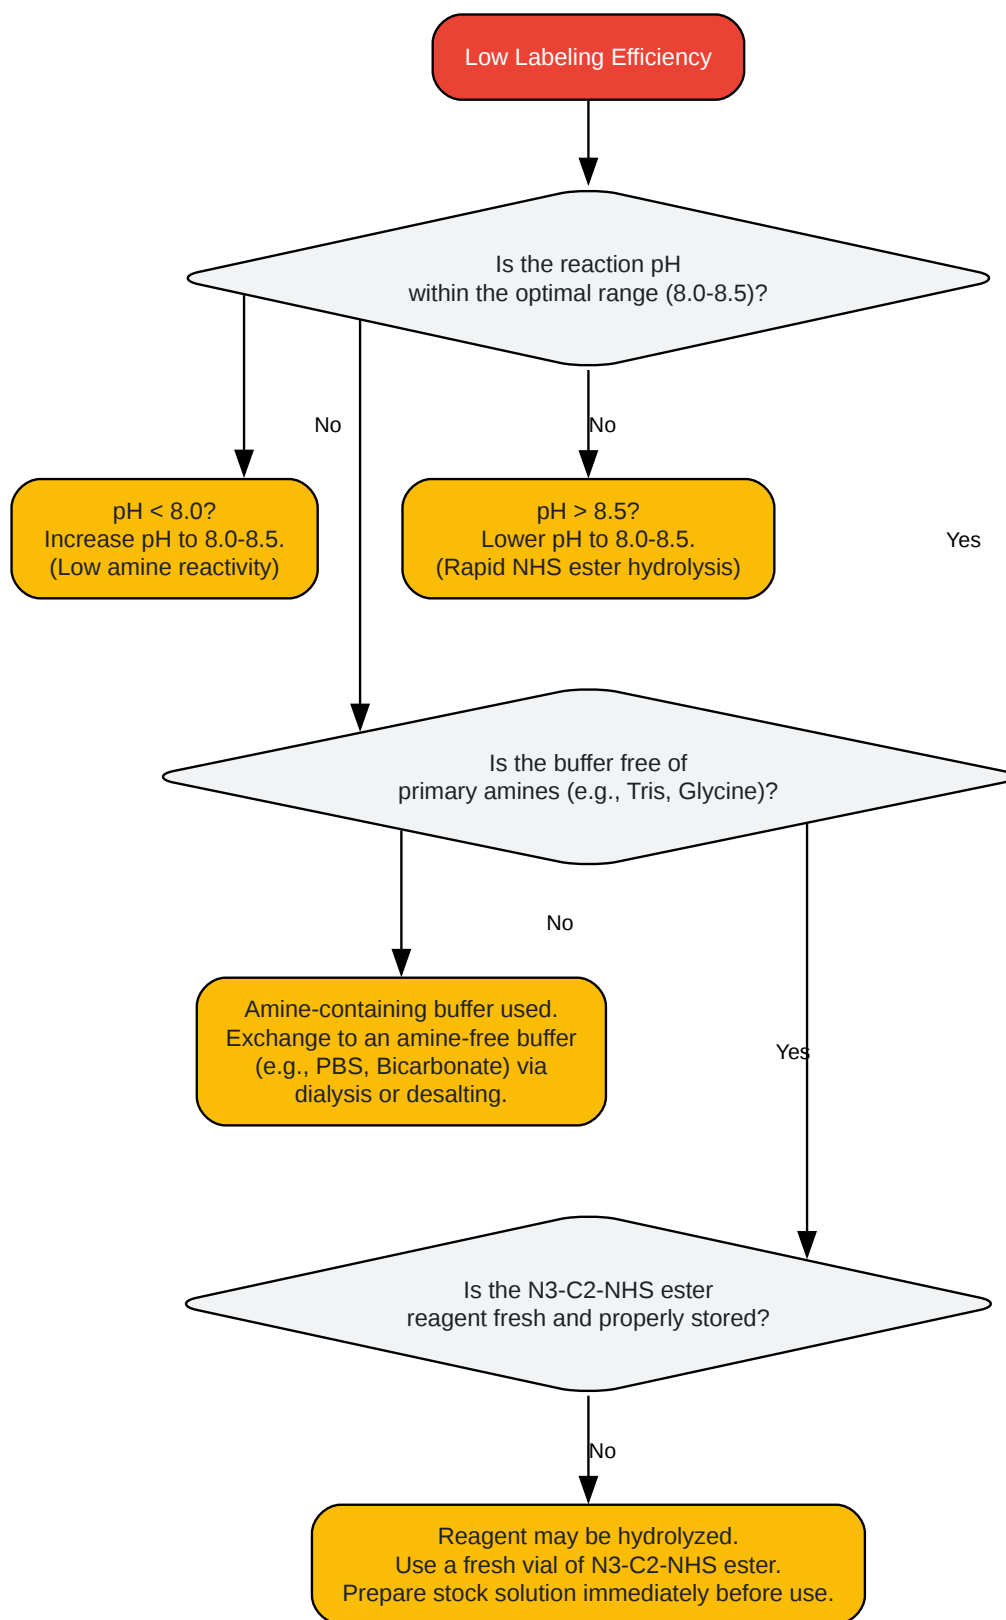 Low Labeling Efficiency
Is the reaction pH
within the optimal range (8.0-8.5)?
No
No
pH < 8.0?
Increase pH to 8.0-8.5.
(Low amine reactivity)
pH > 8.5?
Lower pH to 8.0-8.5.
(Rapid NHS ester hydrolysis)
Yes
Is the buffer free of
primary amines (e.g., Tris, Glycine)?
No
Amine-containing buffer used.
Exchange to an amine-free buffer
(e.g., PBS, Bicarbonate) via
dialysis or desalting.
Yes
Is the N3-C2-NHS ester
reagent fresh and properly stored?
No
Reagent may be hydrolyzed.
Use a fresh vial of N3-C2-NHS ester.
Prepare stock solution immediately before use.